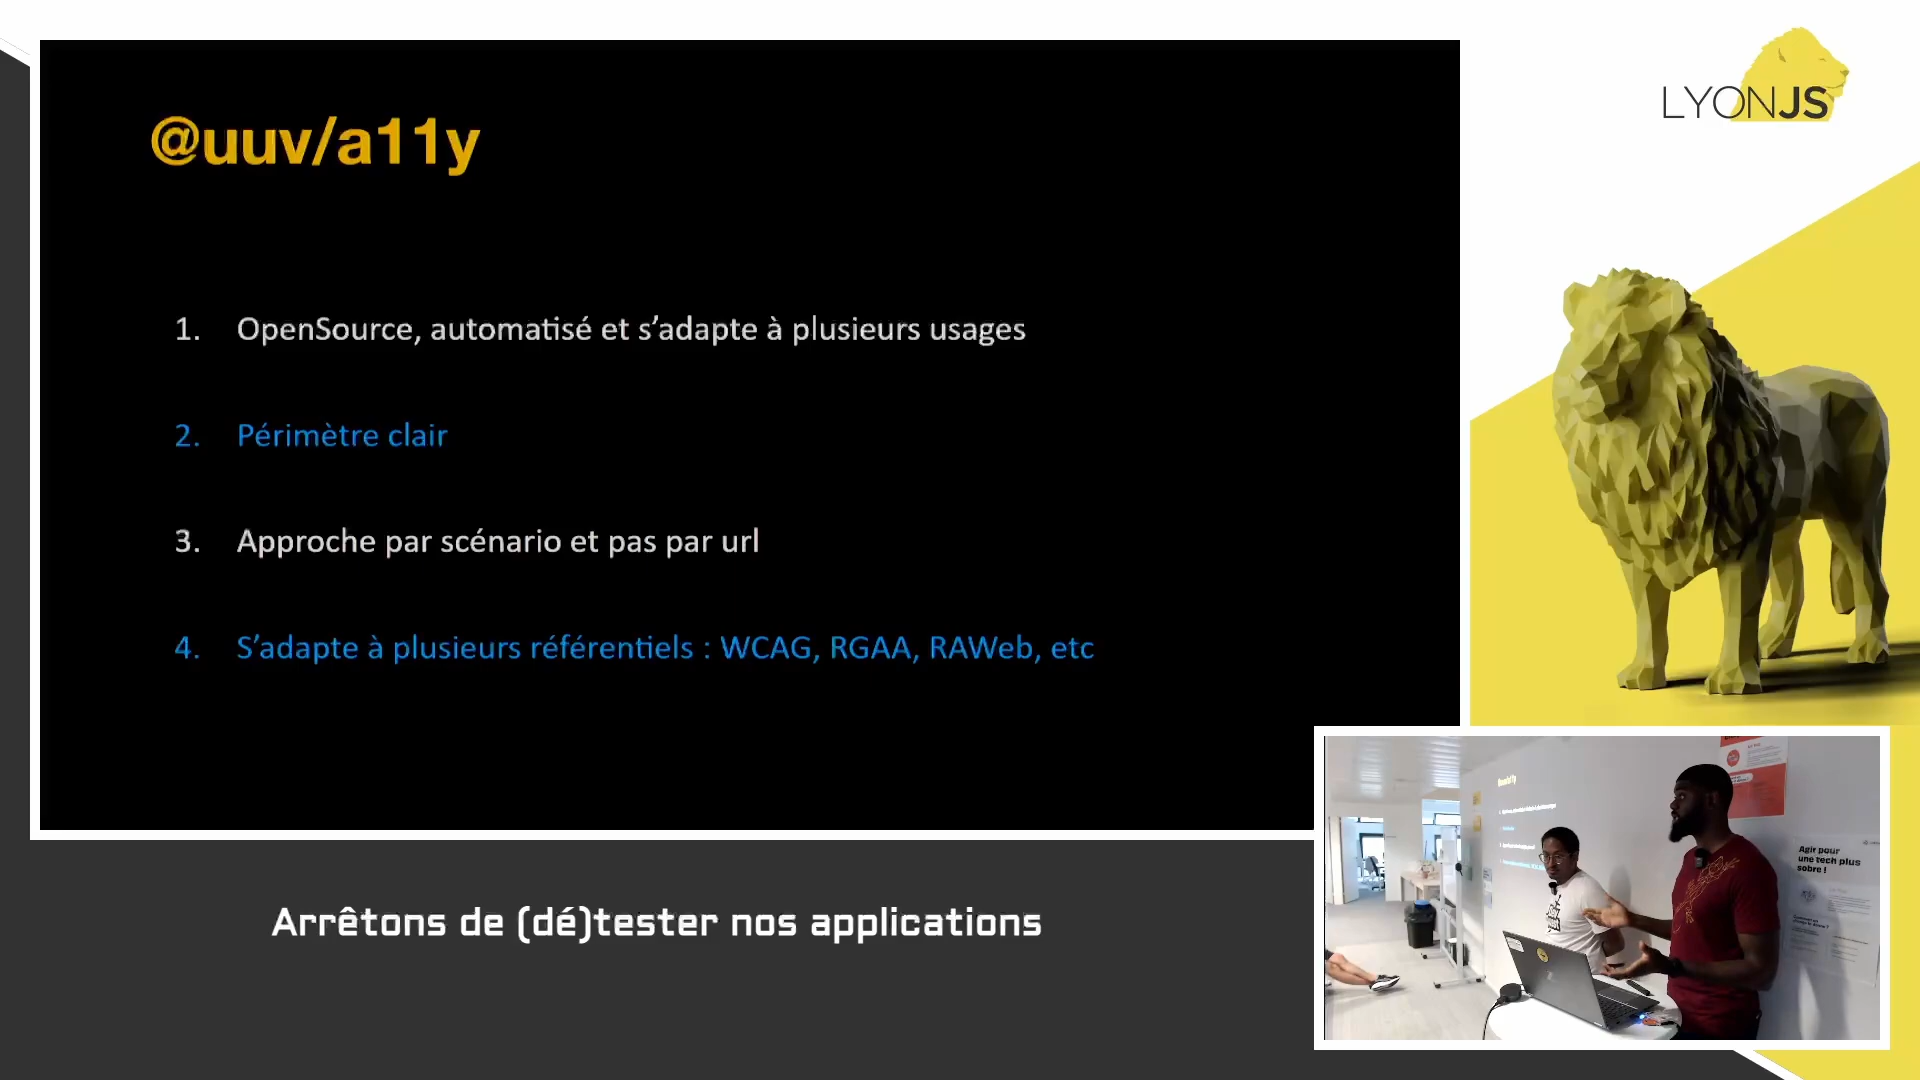 @uuv/a11y
1. OpenSource, automatisé et s’adapte à plusieurs usages
2. Périmètre clair
3. Approche par scénario et pas par url
4. S’adapte à plusieurs référentiels : WCAG, RGAA, RAWeb, etc
LYONJS
Agir pour
une tech plus
sobre !
Arrêtons de (dé)tester nos applications